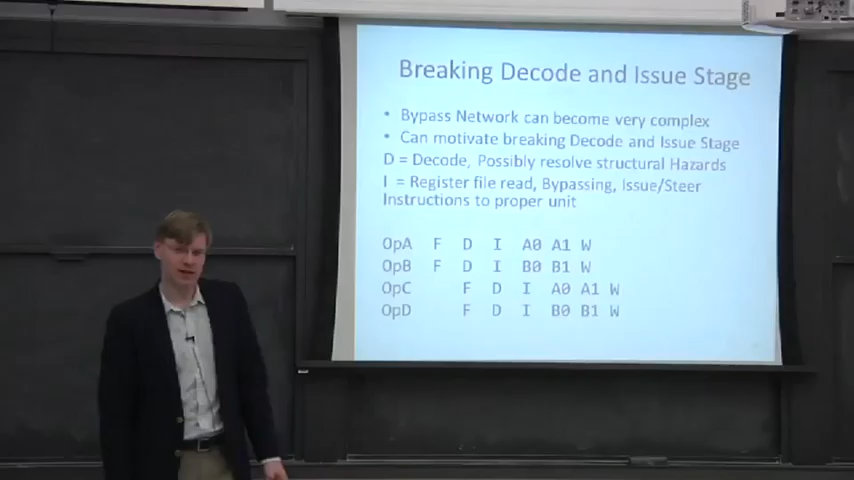 Breaking Decode and Issue Stage
• Bypass Network can become very complex
• Can motivate breaking Decode and Issue Stage
D = Decode, Possibly resolve structural Hazards
I = Register file read, Bypassing, Issue/Steer
Instructions to proper unit
OpA F D I A0 A1 W
OpB F D I B0 B1 W
OpC F D I A0 A1 W
OpD F D I B0 B1 W